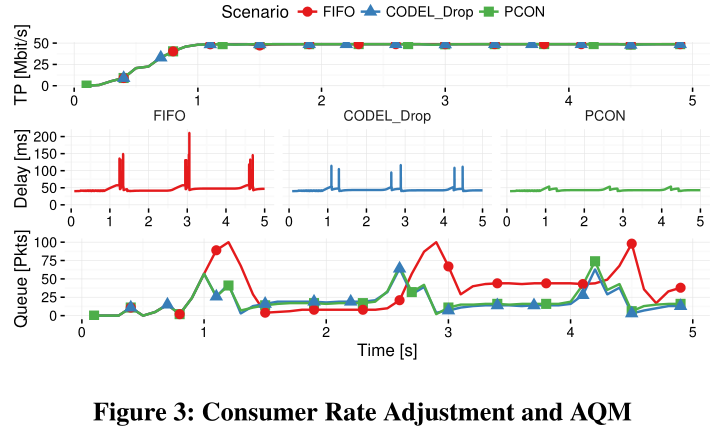 Scenario FIFO CODEL_Drop PCON
TP [Mbit/s]
50
25
0
0 1 2 3 4 5
FIFO CODEL_Drop PCON
Delay [ms]
200
150
100
50
0
0 1 2 3 4 5 0 1 2 3 4 5 0 1 2 3 4 5
Queue [Pkts]
100
75
50
25
0
0 1 2 3 4 5
Time [s]
Figure 3: Consumer Rate Adjustment and AQM